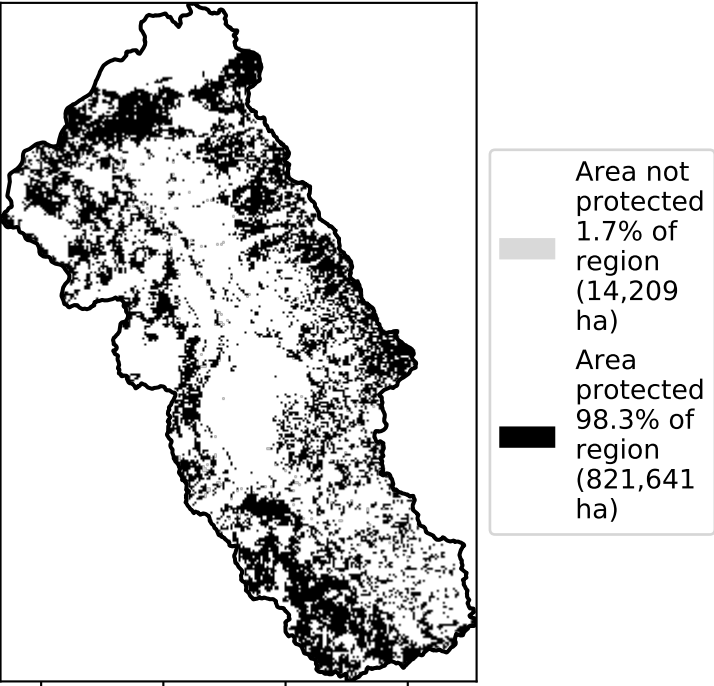 Area not
protected
1.7% of
region
(14,209
ha)
Area
protected
98.3% of
region
(821,641
ha)